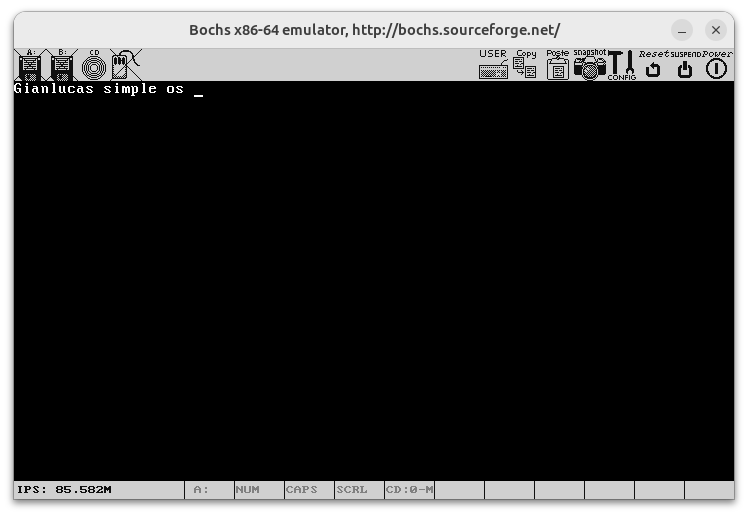 Bochs x86-64 emulator, http://bochs.sourceforge.net/
A: B: CD USER Copy Paste snapshot CONFIG Reset SUSPEND Power
Gianlucas simple os _
IPS: 85.582M A: NUM CAPS SCRL CD:0-M